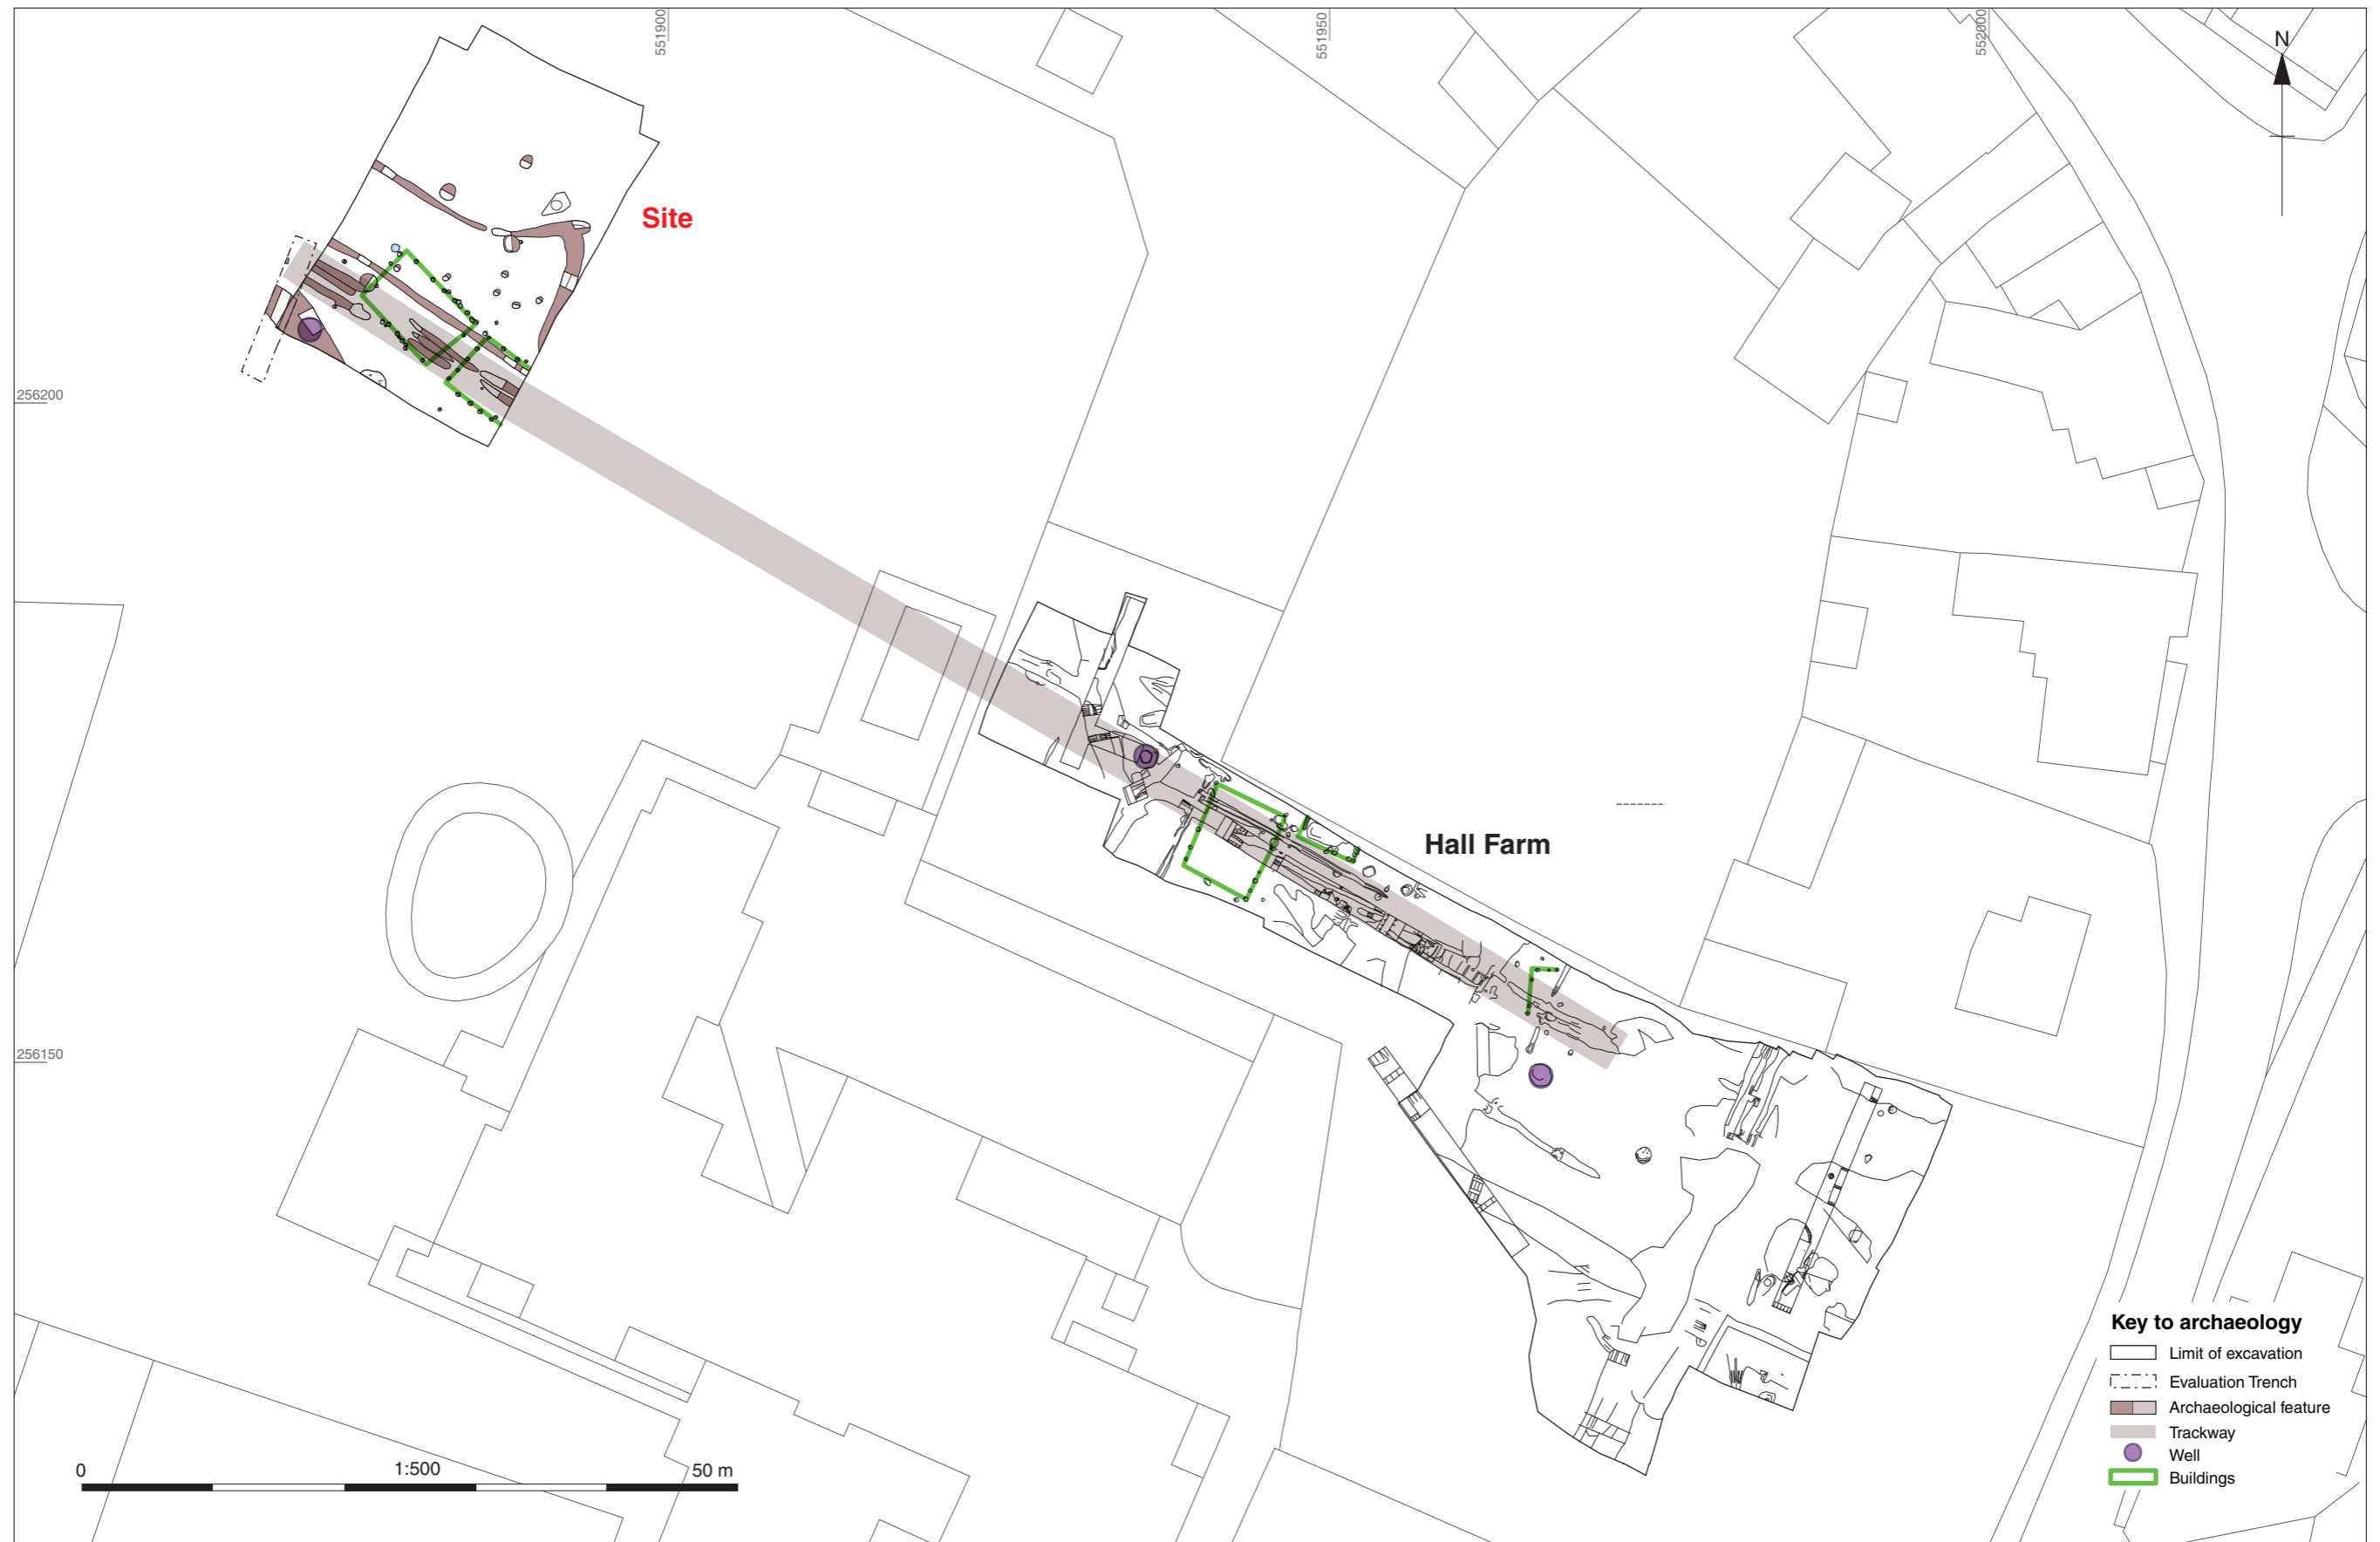 551900
551950
552000
N
Site
256200
Hall Farm
256150
Key to archaeology
Limit of excavation
Evaluation Trench
Archaeological feature
Trackway
Well
Buildings
0 1:500 50 m